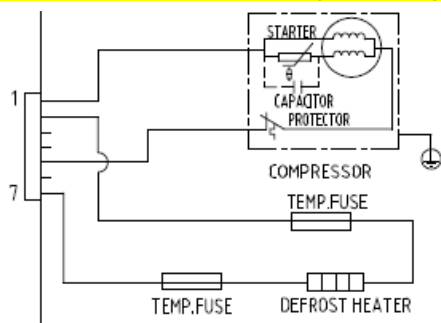 STARTER
θ
1
CAPACITOR
PROTECTOR
COMPRESSOR
7
TEMP.FUSE
TEMP.FUSE
DEFROST HEATER